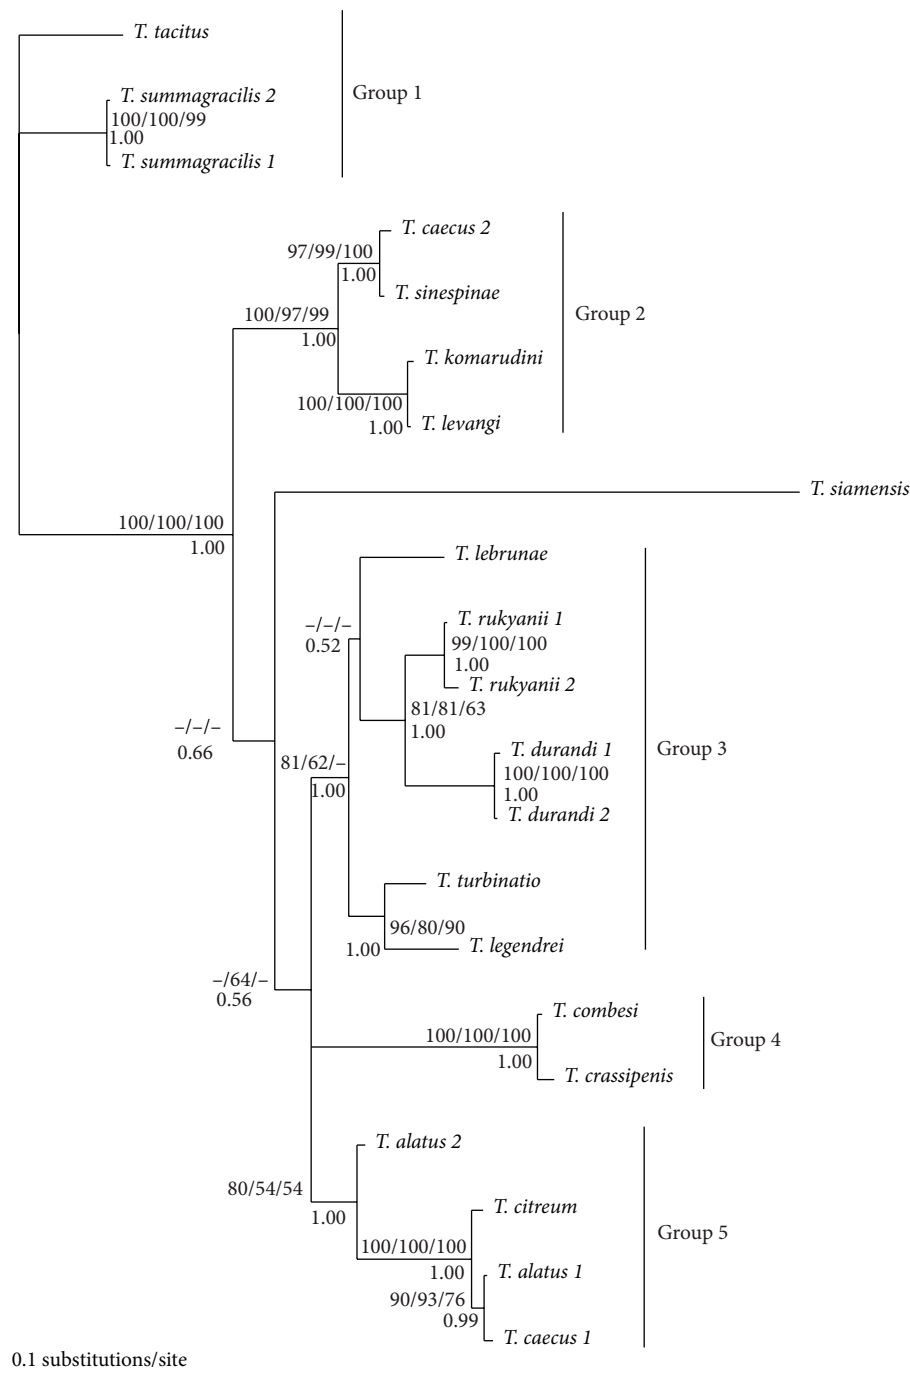 T. tacitus
T. summagracilis 2
100/100/99
1.00
T. summagracilis 1
Group 1
T. caecus 2
97/99/100
1.00
T. sinespinae
100/97/99
1.00
Group 2
T. komarudini
100/100/100
1.00
T. levangi
T. siamensis
100/100/100
1.00
T. lebrunae
–/–/–
0.52
T. rukyanii 1
99/100/100
1.00
T. rukyanii 2
81/81/63
1.00
–/–/–
0.66
81/62/–
1.00
T. durandi 1
100/100/100
1.00
T. durandi 2
Group 3
T. turbinatio
96/80/90
1.00
T. legendrei
–/64/–
0.56
T. combesi
100/100/100
1.00
T. crassipenis
Group 4
T. alatus 2
80/54/54
1.00
T. citreum
100/100/100
1.00
T. alatus 1
90/93/76
0.99
T. caecus 1
Group 5
0.1 substitutions/site